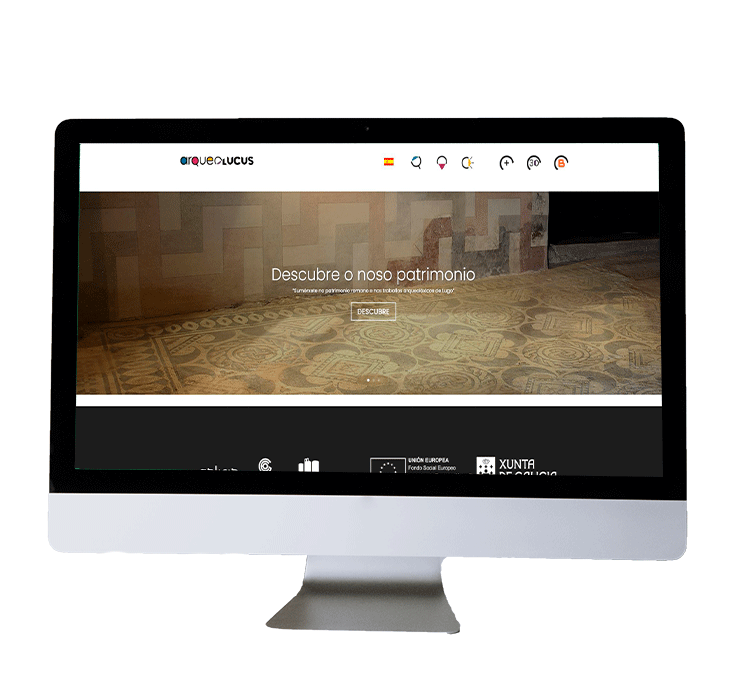 arqueoLUCUS
+
3D
B
Descubre o noso patrimonio
"Sumérxete no patrimonio romano e nos traballos arqueolóxicos de Lugo"
DESCUBRE
UNIÓN EUROPEA
Fondo Social Europeo
XUNTA
DE GALICIA